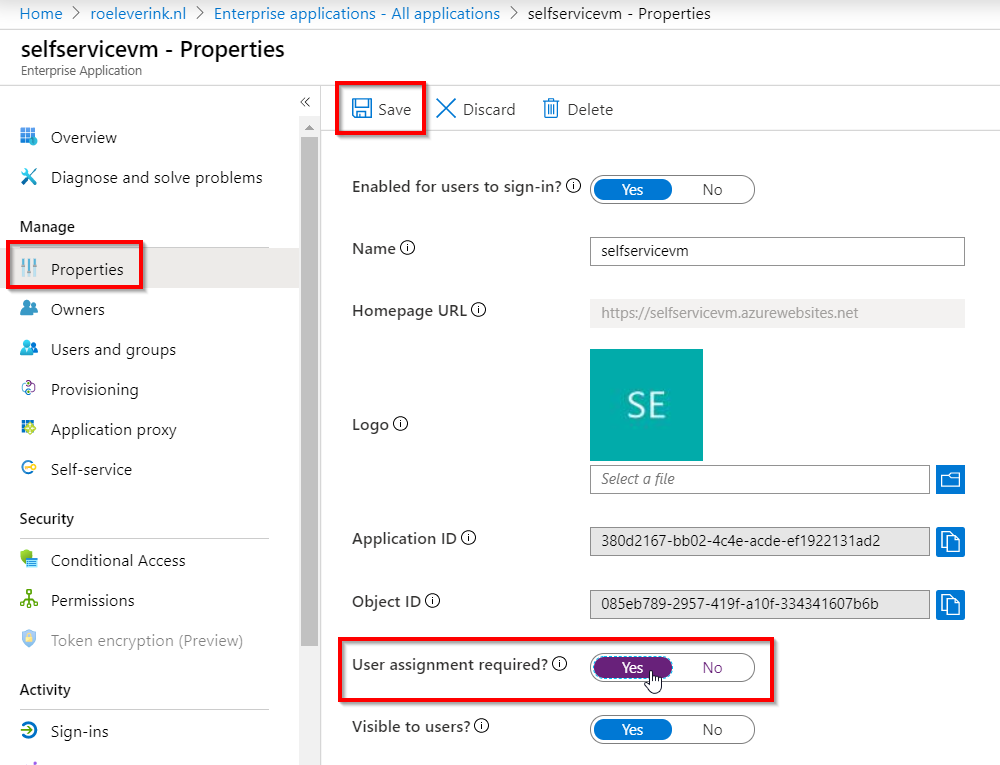 Home > roeleverink.nl > Enterprise applications - All applications > selfservicevm - Properties
selfservicevm - Properties
Enterprise Application
«
Overview
Diagnose and solve problems
Manage
Properties
Owners
Users and groups
Provisioning
Application proxy
Self-service
Security
Conditional Access
Permissions
Token encryption (Preview)
Activity
Sign-ins
Save Discard Delete
Enabled for users to sign-in? Yes No
Name selfservicevm
Homepage URL https://selfservicevm.azurewebsites.net
Logo SE
Select a file
Application ID 380d2167-bb02-4c4e-acde-ef1922131ad2
Object ID 085eb789-2957-419f-a10f-334341607b6b
User assignment required? Yes No
Visible to users? Yes No